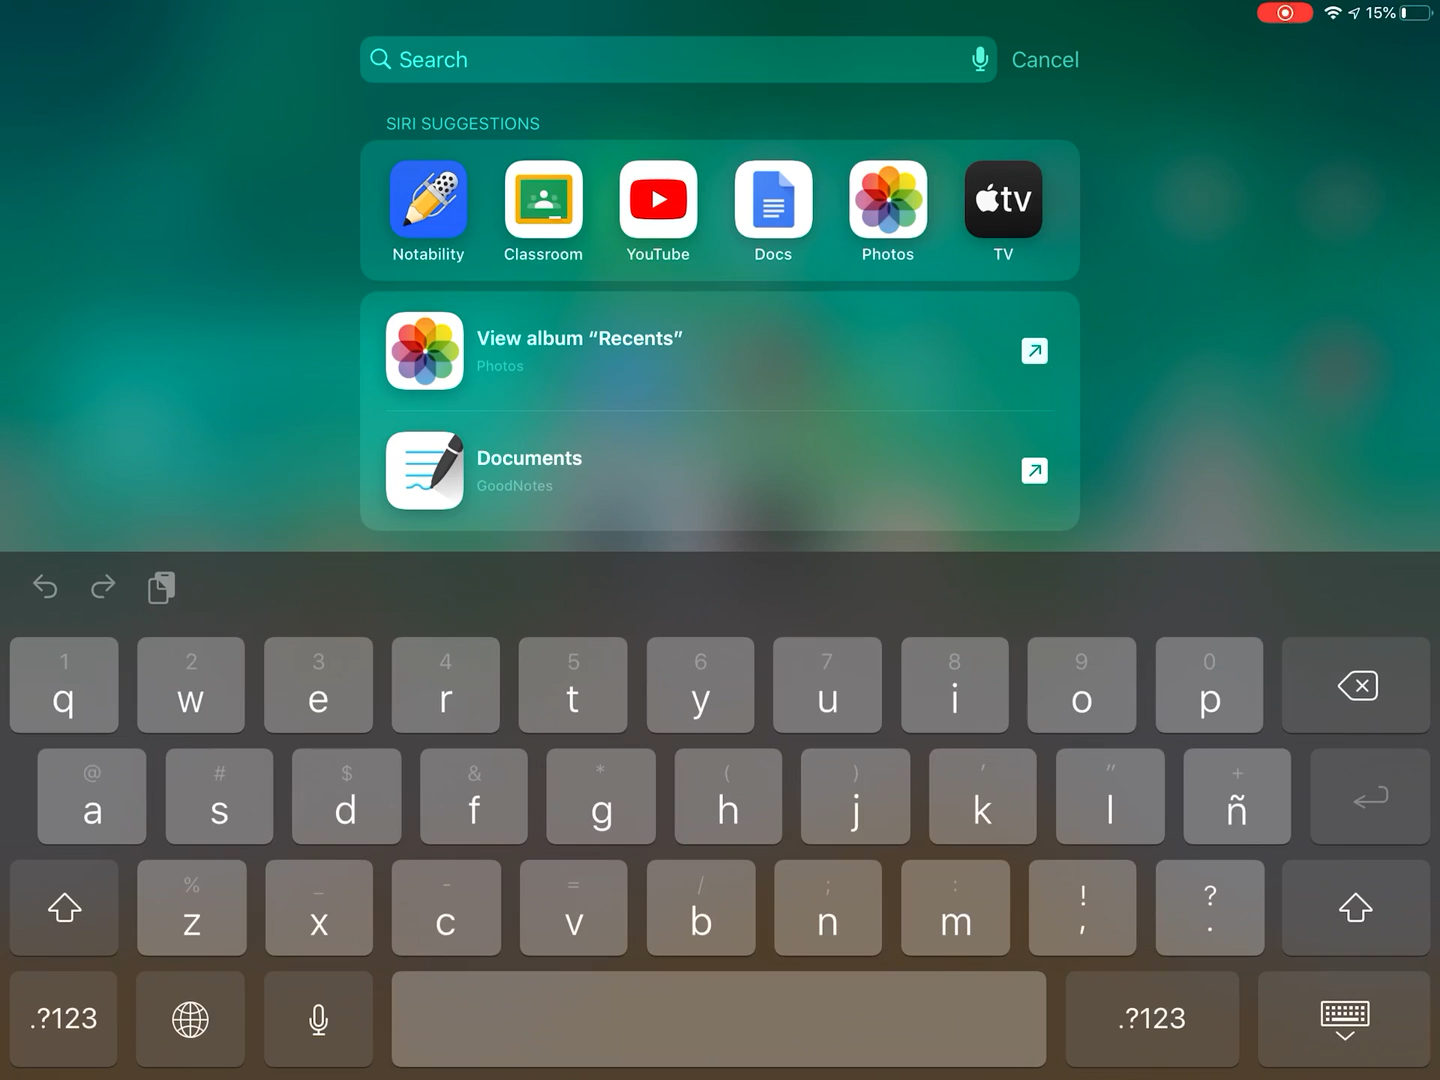 15%
Search
Cancel
SIRI SUGGESTIONS
tv
Notability Classroom YouTube Docs Photos TV
View album “Recents”
Photos
Documents
GoodNotes
1 2 3 4 5 6 7 8 9 0
q w e r t y u i o p
@ # $ & * ( ) ' " +
a s d f g h j k l ñ
% _ - = / ; : ! ?
z x c v b n m , .
.?123 .?123